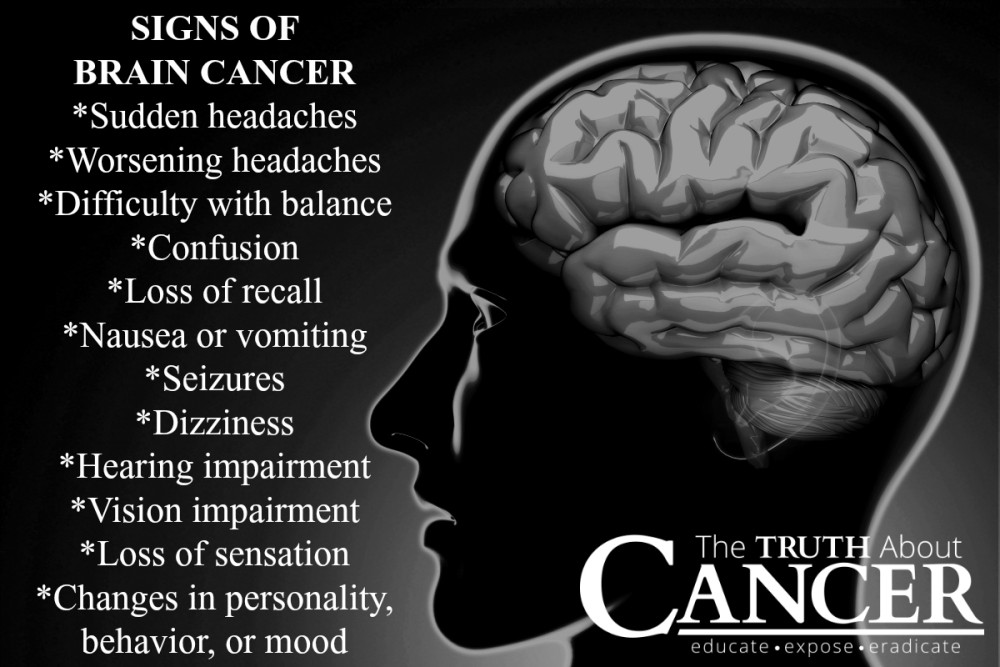 SIGNS OF
BRAIN CANCER
*Sudden headaches
*Worsening headaches
*Difficulty with balance
*Confusion
*Loss of recall
*Nausea or vomiting
*Seizures
*Dizziness
*Hearing impairment
*Vision impairment
*Loss of sensation
*Changes in personality,
behavior, or mood
The TRUTH About
CANCER
educate • expose • eradicate